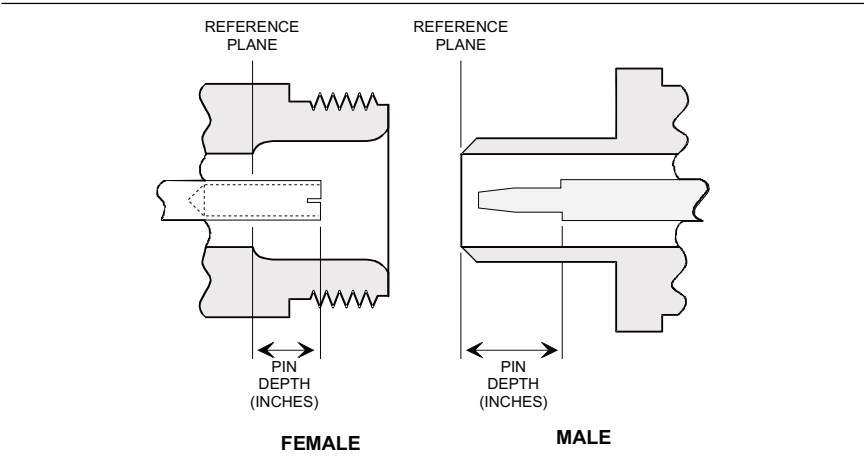 REFERENCE
PLANE
REFERENCE
PLANE
PIN
DEPTH
(INCHES)
PIN
DEPTH
(INCHES)
FEMALE
MALE